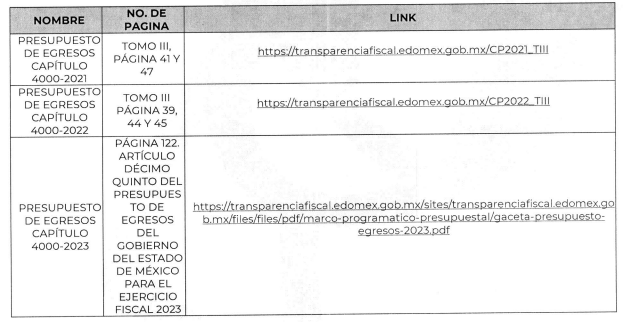 NOMBRE
NO. DE
PAGINA
LINK
PRESUPUESTO
DE EGRESOS
CAPÍTULO
4000-2021
TOMO III,
PÁGINA 41 Y
47
https://transparenciafiscal.edomex.gob.mx/CP2021_TIII
PRESUPUESTO
DE EGRESOS
CAPÍTULO
4000-2022
TOMO III
PÁGINA 39,
44 Y 45
https://transparenciafiscal.edomex.gob.mx/CP2022_TIII
PRESUPUESTO
DE EGRESOS
CAPÍTULO
4000-2023
PÁGINA 122.
ARTÍCULO
DÉCIMO
QUINTO DEL
PRESUPUES
TO DE
EGRESOS
DEL
GOBIERNO
DEL ESTADO
DE MÉXICO
PARA EL
EJERCICIO
FISCAL 2023
https://transparenciafiscal.edomex.gob.mx/sites/transparenciafiscal.edomex.go
b.mx/files/files/pdf/marco-programatico-presupuestal/gaceta-presupuesto-
egresos-2023.pdf